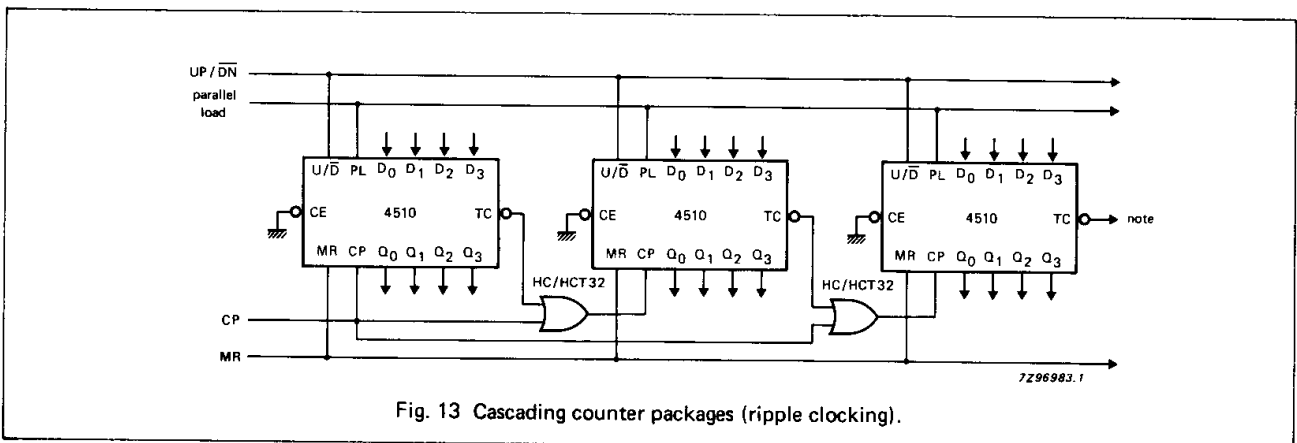 UP/D̅N̅
parallel
load
U/D̅ PL D₀ D₁ D₂ D₃
U/D̅ PL D₀ D₁ D₂ D₃
U/D̅ PL D₀ D₁ D₂ D₃
CE 4510 TC
CE 4510 TC
CE 4510 TC
note
MR CP Q₀ Q₁ Q₂ Q₃
MR CP Q₀ Q₁ Q₂ Q₃
MR CP Q₀ Q₁ Q₂ Q₃
HC/HCT32
HC/HCT32
CP
MR
7Z96983.1
Fig. 13 Cascading counter packages (ripple clocking).